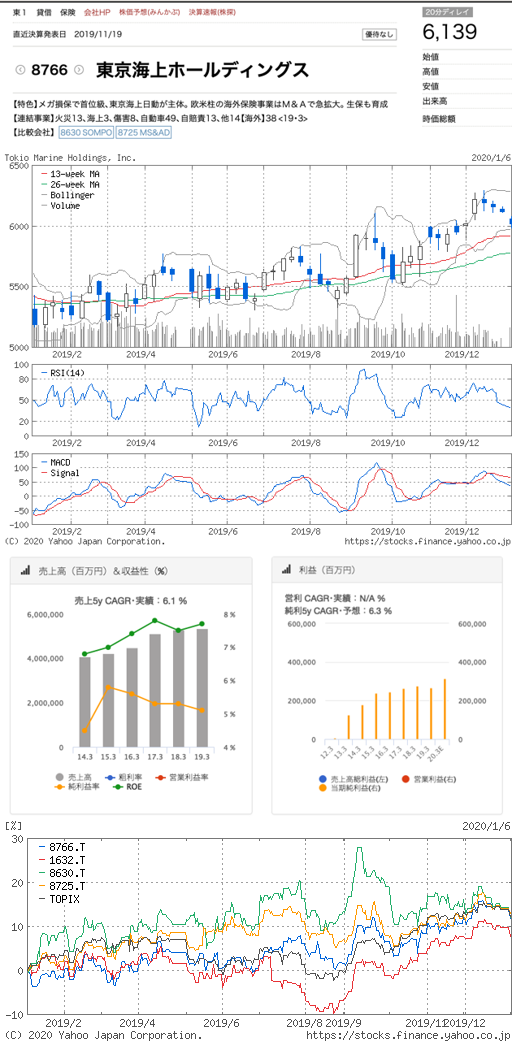 東1 貸借 保険 会社HP 株価予想(みんかぶ) 決算速報(株探)
20分ディレイ
直近決算発表日 2019/11/19
優待なし
6,139
8766
東京海上ホールディングス
始値
高値
安値
出来高
時価総額
【特色】メガ損保で首位級、東京海上日動が主体。欧米柱の海外保険事業はM&Aで急拡大。生保も育成
【連結事業】火災13、海上3、傷害8、自動車49、自賠責13、他14【海外】38 <19・3>
【比較会社】 8630 SOMPO 8725 MS&AD
Tokio Marine Holdings, Inc.
2020/1/6
6500
6000
5500
5000
13-week MA
26-week MA
Bollinger
Volume
2019/2 2019/4 2019/6 2019/8 2019/10 2019/12
100
80
60
40
20
0
RSI(14)
2019/2 2019/4 2019/6 2019/8 2019/10 2019/12
150
100
50
0
-50
-100
MACD
Signal
2019/2 2019/4 2019/6 2019/8 2019/10 2019/12
(C) 2020 Yahoo Japan Corporation.
https://stocks.finance.yahoo.co.jp
売上高（百万円）＆収益性（%）
売上5y CAGR・実績：6.1 %
6,000,000
4,000,000
2,000,000
0
8 %
7 %
6 %
5 %
4 %
14.3 15.3 16.3 17.3 18.3 19.3
売上高 粗利率 営業利益率
純利益率 ROE
利益（百万円）
営利 CAGR・実績：N/A %
純利5y CAGR・予想：6.3 %
600,000
400,000
200,000
0
600,000
400,000
200,000
0
12.3 13.3 14.3 15.3 16.3 17.3 18.3 19.3 20.3E
売上高総利益(左) 営業利益(右)
当期純利益(右)
[%]
2020/1/6
30
20
10
0
-10
8766.T
1632.T
8630.T
8725.T
TOPIX
2019/2 2019/4 2019/6 2019/8 2019/9 2019/11 2019/12
(C) 2020 Yahoo Japan Corporation.
https://stocks.finance.yahoo.co.jp